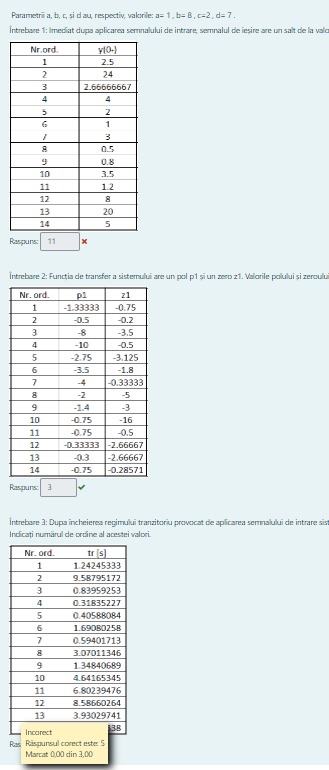 Parametrii a, b, c, și d au, respectiv, valorile: a= 1 , b= 8 , c=2 , d= 7 .
Întrebare 1: Imediat dupa aplicarea semnalului de intrare, semnalul de ieșire are un salt de la valo
Nr.ord. y(0+)
1 2.5
2 24
3 2.66666667
4 4
5 2
6 1
7 3
8 0.5
9 0.8
10 3.5
11 1.2
12 8
13 20
14 5
Raspuns: 11
Întrebare 2: Funcția de transfer a sistemului are un pol p1 și un zero z1. Valorile polului și zeroului
Nr. ord. p1 z1
1 -1.33333 -0.75
2 -0.5 -0.2
3 -8 -3.5
4 -10 -0.5
5 -2.75 -3.125
6 -3.5 -1.8
7 -4 -0.33333
8 -2 -5
9 -1.4 -3
10 -0.75 -16
11 -0.75 -0.5
12 -0.33333 -2.66667
13 -0.3 -2.66667
14 -0.75 -0.28571
Raspuns: 3
Întrebare 3: Dupa încheierea regimului tranzitoriu provocat de aplicarea semnalului de intrare sist
Indicați numărul de ordine al acestei valori.
Nr. ord. tr [s]
1 1.24245333
2 9.58795172
3 0.83959253
4 0.31835227
5 0.40588084
6 1.69080258
7 0.59401713
8 3.07011346
9 1.34840689
10 4.64165345
11 6.80239476
12 8.58660264
13 3.93029741
338
Ras
Incorect
Răspunsul corect este: 5
Marcat 0,00 din 3,00